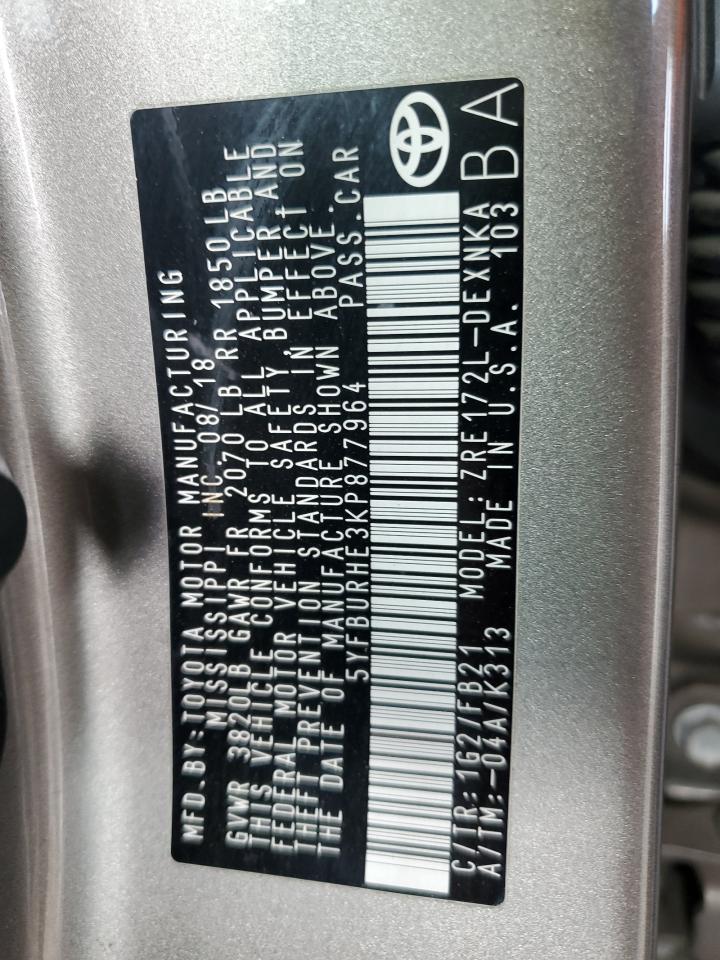 MFD.BY:TOYOTA MOTOR MANUFACTURING
MISSISSIPPI INC. 08/18
GVWR 3820LB GAWR FR 2070LB RR 1850LB
THIS VEHICLE CONFORMS TO ALL APPLICABLE
FEDERAL MOTOR VEHICLE SAFETY, BUMPER, AND
THEFT PREVENTION STANDARDS IN EFFECT ON
THE DATE OF MANUFACTURE SHOWN ABOVE.
5YFBURHE3KP877964 PASS.CAR
C/TR: 1G2/FB21 MODEL: ZRE172L-DEXNKA
A/TM:-04A/K313 MADE IN U.S.A. 103
BA